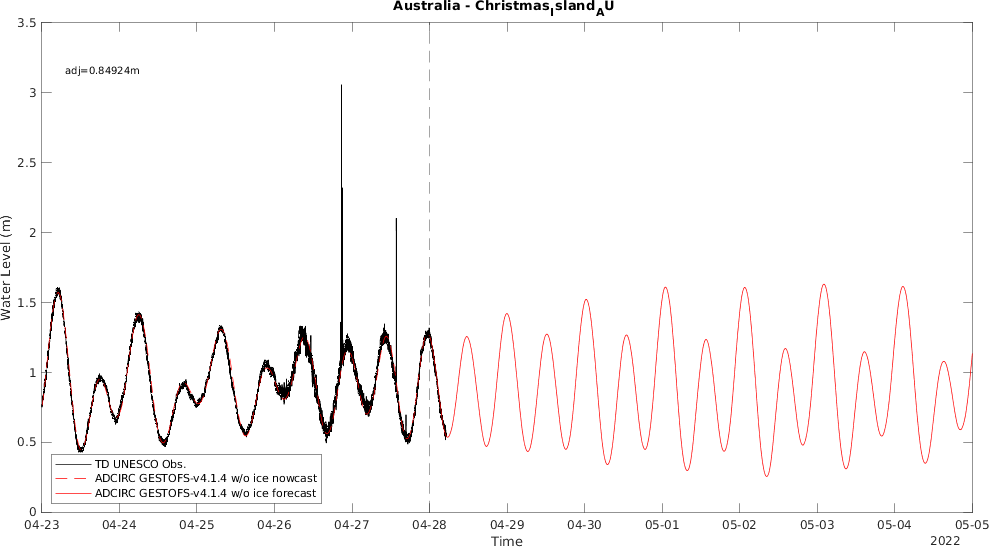 Australia - Christmas_Island_AU
adj=0.84924m
3.5
3
2.5
2
1.5
1
0.5
0
Water Level (m)
TD UNESCO Obs.
ADCIRC GESTOFS-v4.1.4 w/o ice nowcast
ADCIRC GESTOFS-v4.1.4 w/o ice forecast
04-23 04-24 04-25 04-26 04-27 04-28 04-29 04-30 05-01 05-02 05-03 05-04 05-05
Time
2022